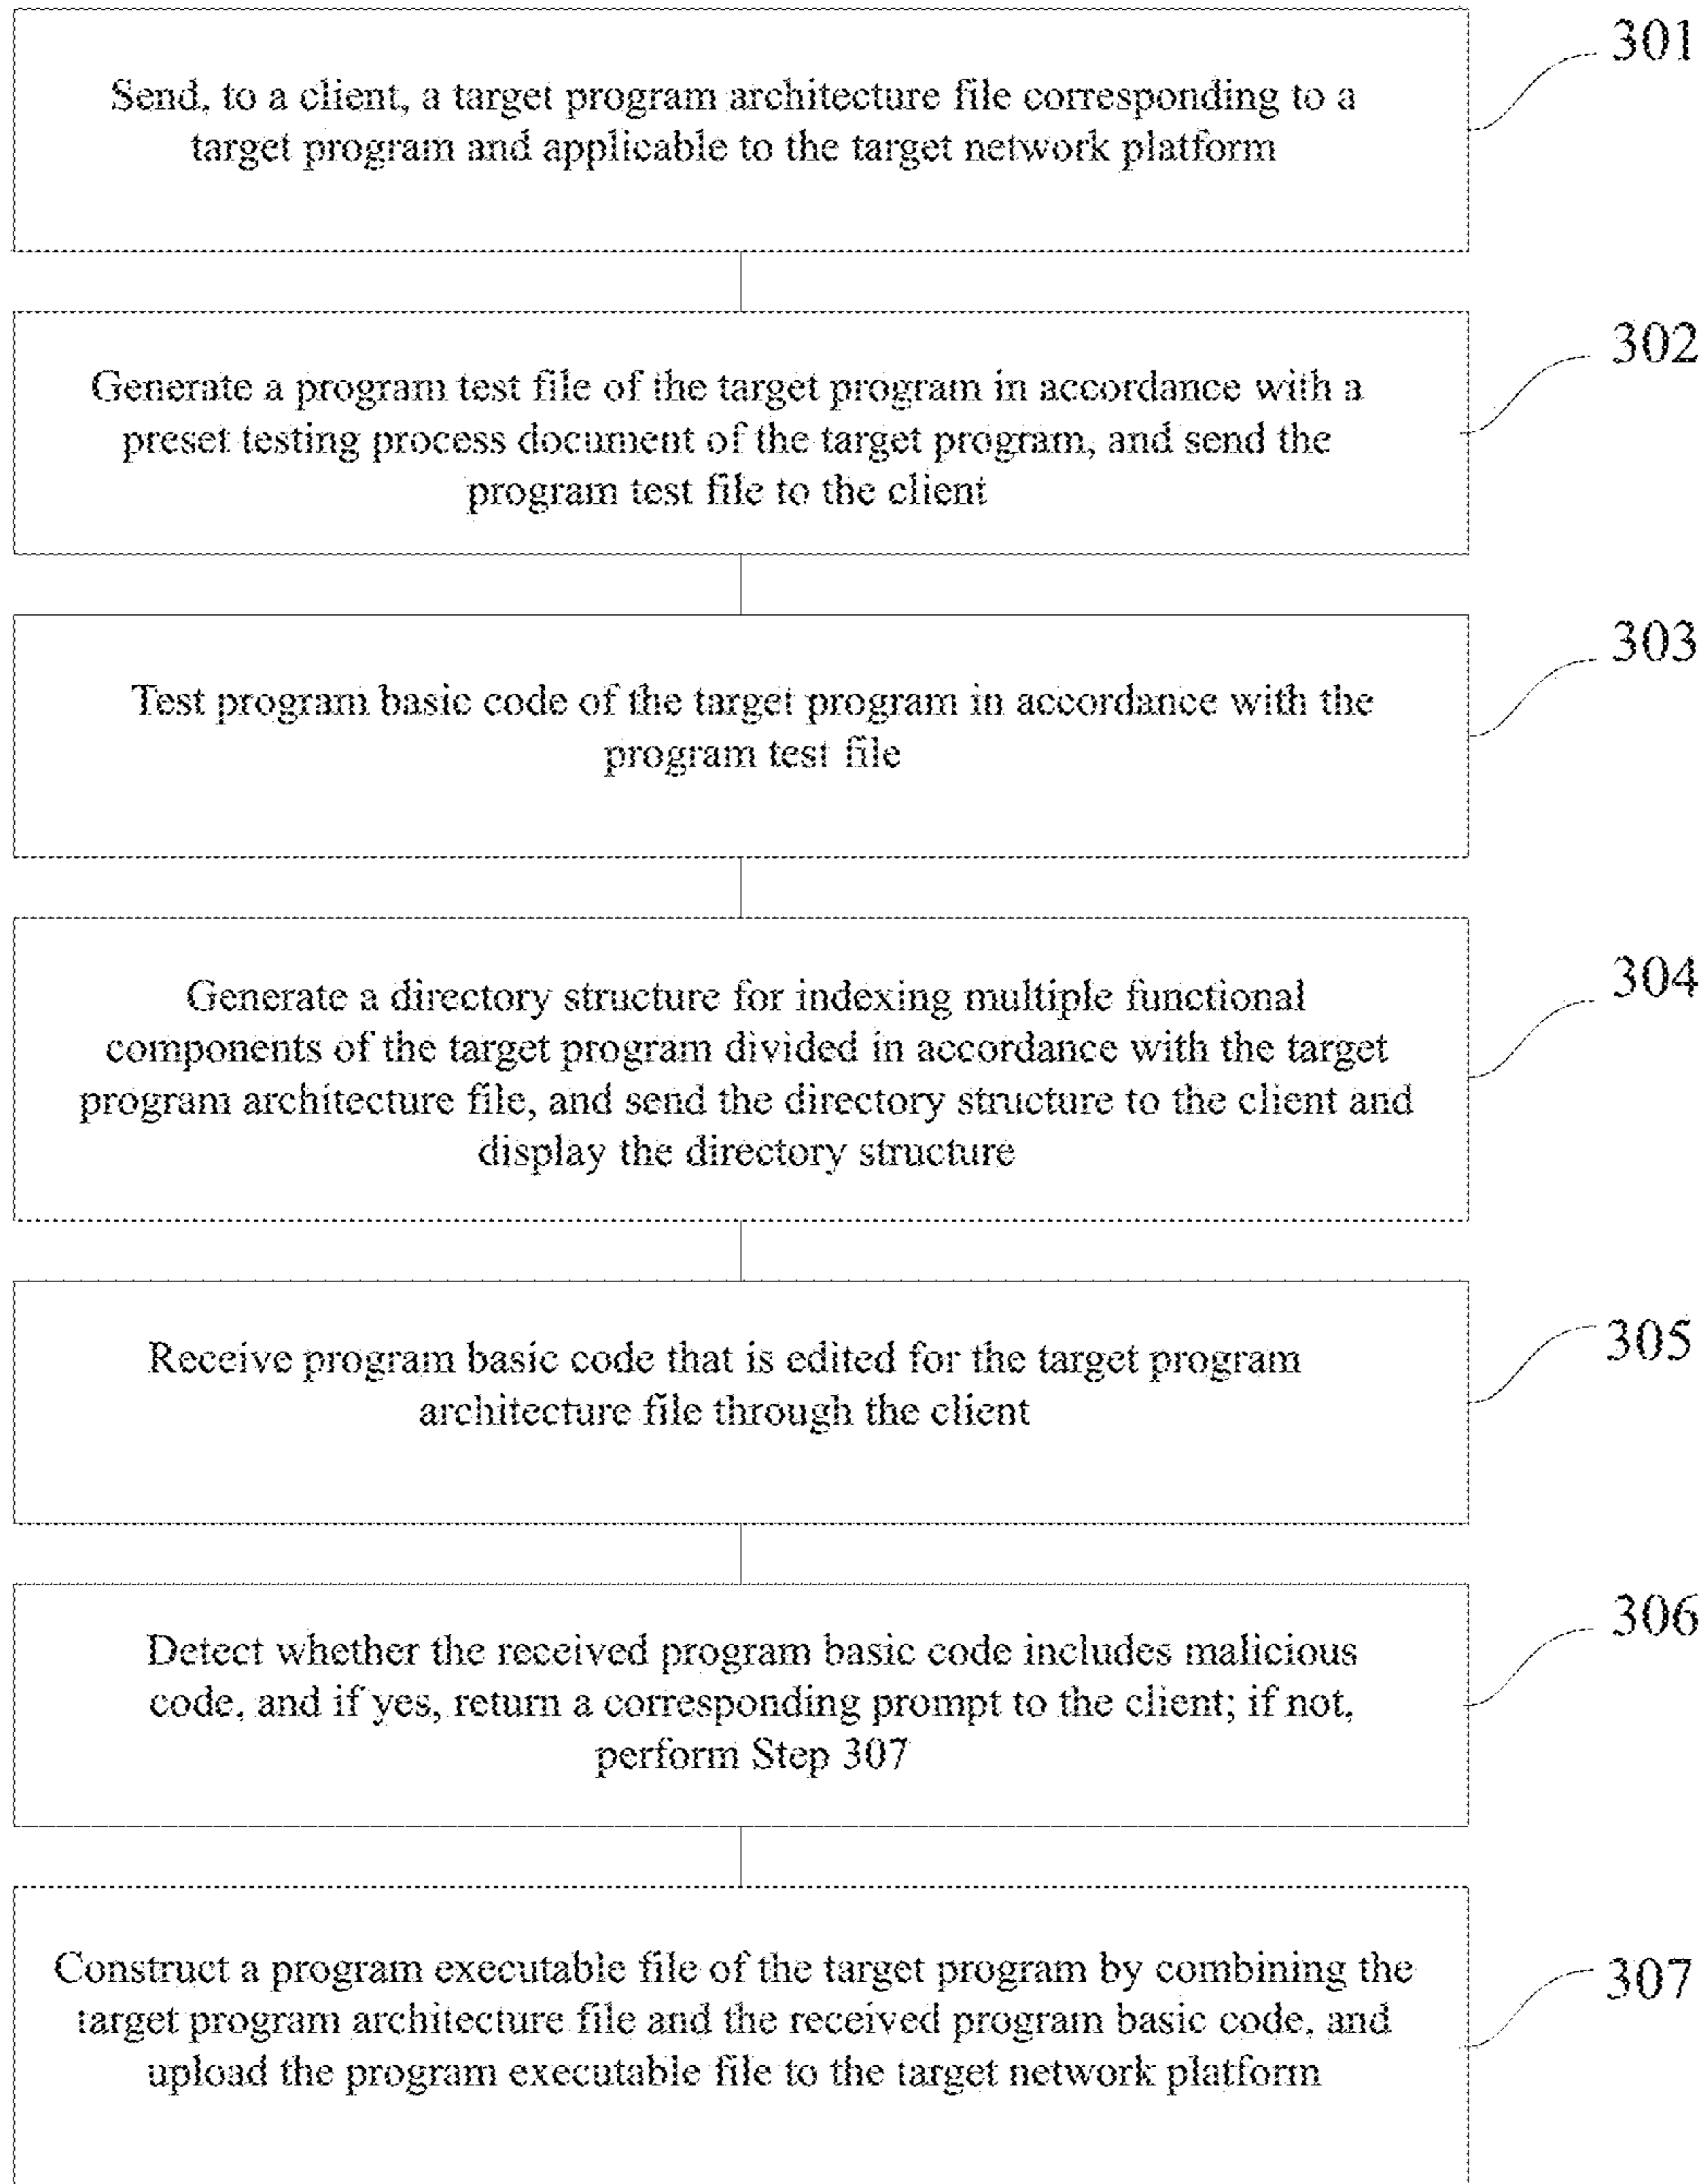 301
Send, to a client, a target program architecture file corresponding to a
target program and applicable to the target network platform
302
Generate a program test file of the target program in accordance with a
preset testing process document of the target program, and send the
program test file to the client
303
Test program basic code of the target program in accordance with the
program test file
304
Generate a directory structure for indexing multiple functional
components of the target program divided in accordance with the target
program architecture file, and send the directory structure to the client and
display the directory structure
305
Receive program basic code that is edited for the target program
architecture file through the client
306
Detect whether the received program basic code includes malicious
code, and if yes, return a corresponding prompt to the client; if not,
perform Step 307
307
Construct a program executable file of the target program by combining the
target program architecture file and the received program basic code, and
upload the program executable file to the target network platform